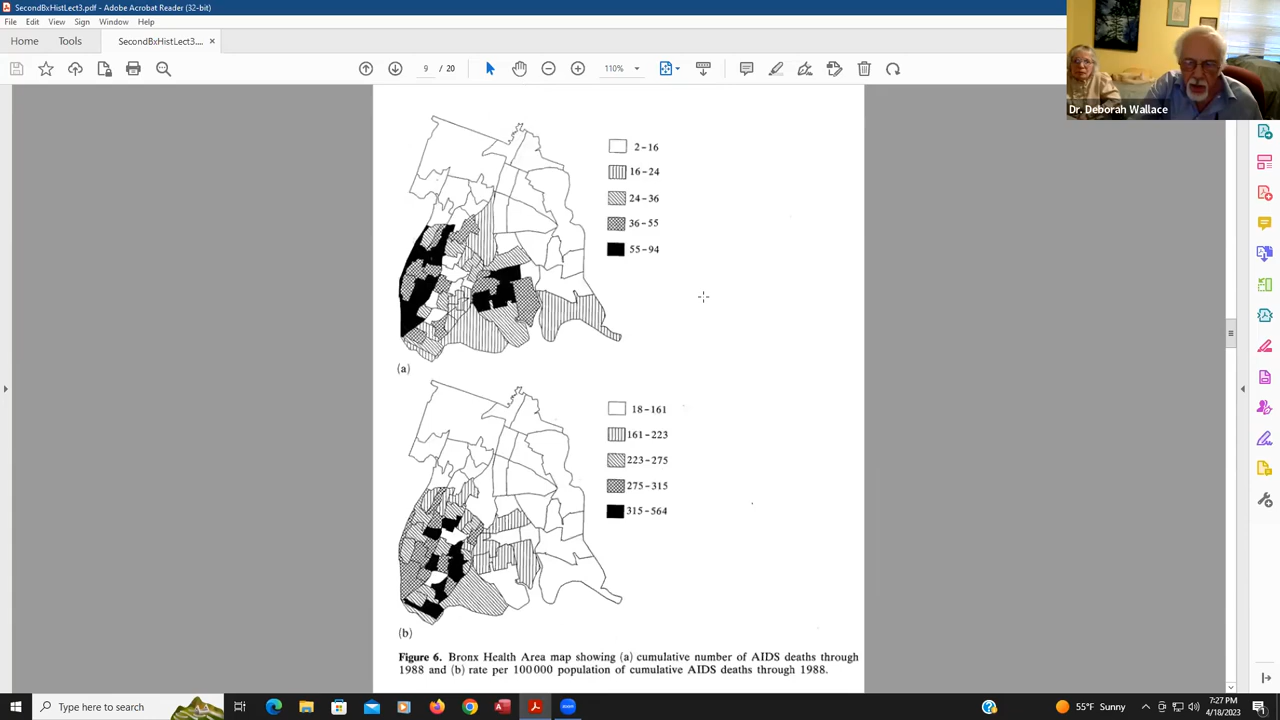 SecondBxHistLect3.pdf - Adobe Acrobat Reader (32-bit)
File Edit View Sign Window Help
Home Tools SecondBxHistLect3.... ×
9 / 20 110%
Dr. Deborah Wallace
2-16
16-24
24-36
36-55
55-94
(a)
18-161
161-223
223-275
275-315
315-564
(b)
Figure 6. Bronx Health Area map showing (a) cumulative number of AIDS deaths through
1988 and (b) rate per 100 000 population of cumulative AIDS deaths through 1988.
Type here to search
55°F Sunny
7:27 PM
4/18/2023